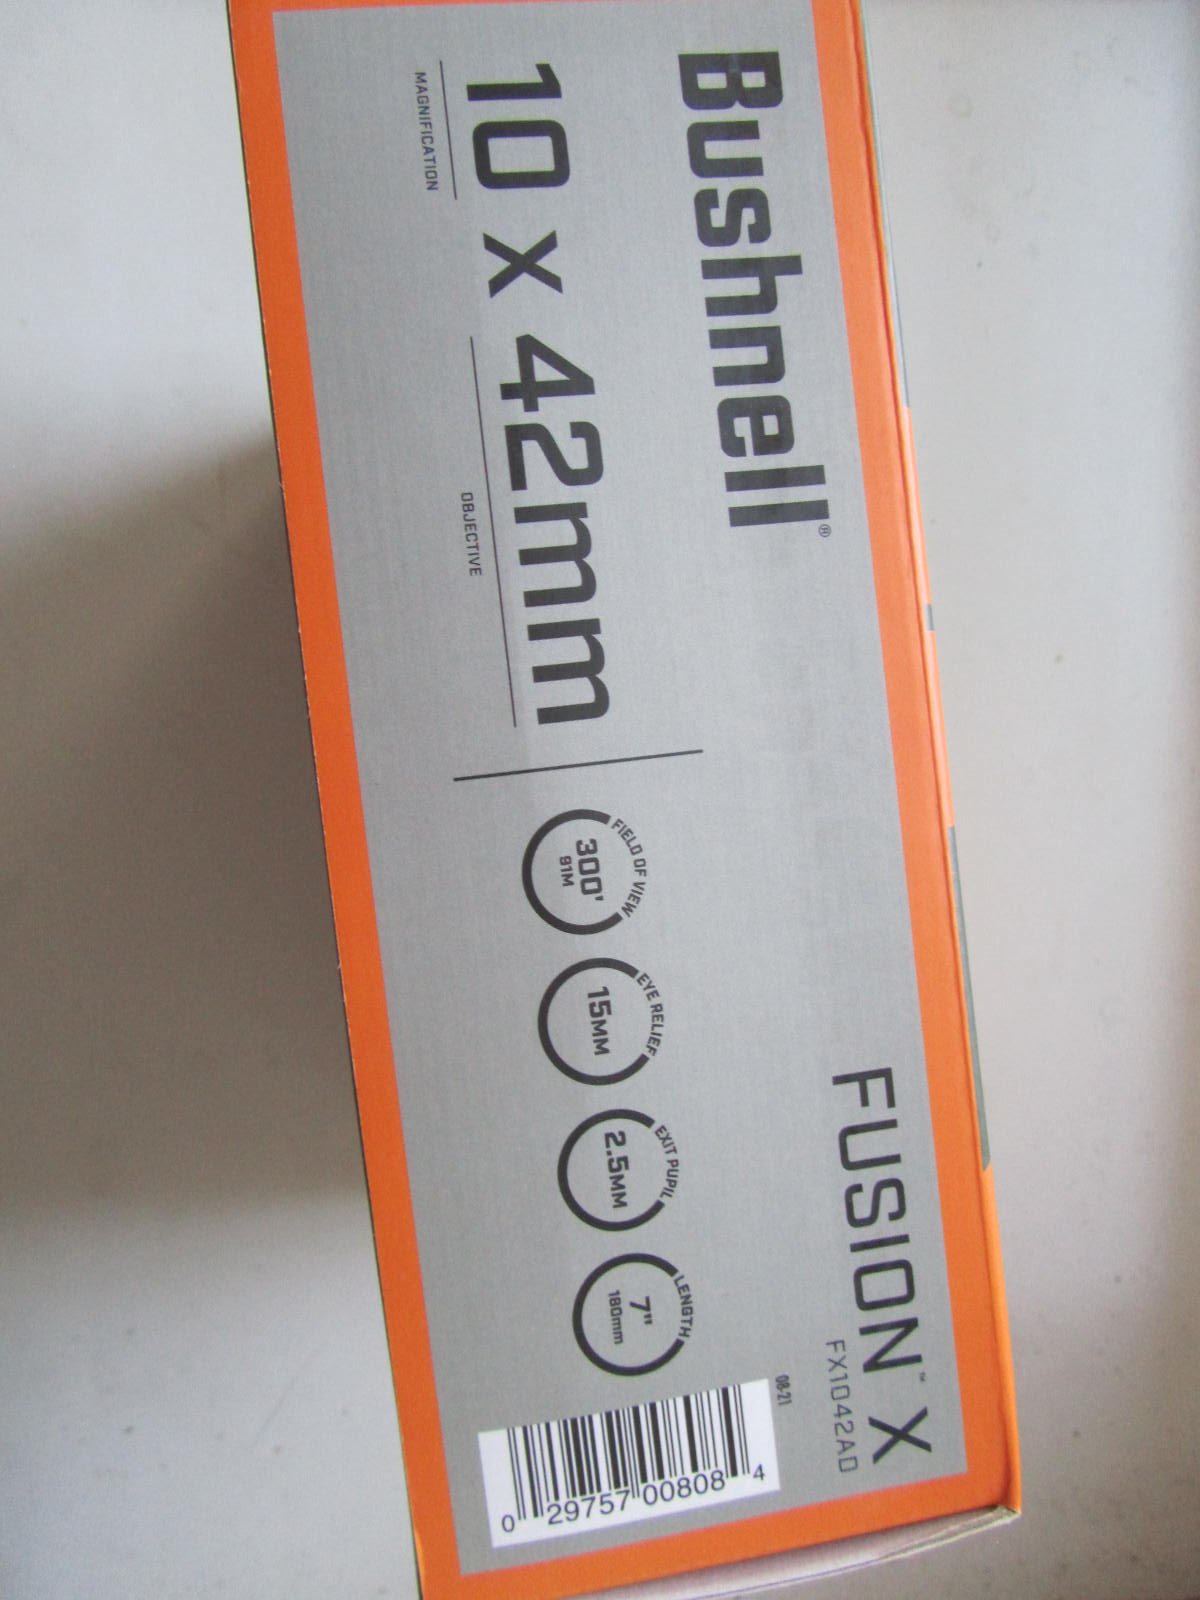 Bushnell®
10 x 42mm
MAGNIFICATION
OBJECTIVE
FIELD OF VIEW
300'
91M
EYE RELIEF
15MM
EXIT PUPIL
2.5MM
LENGTH
7"
180mm
FUSION™ X
FX1042AD
08-21
0 29757 00808 4